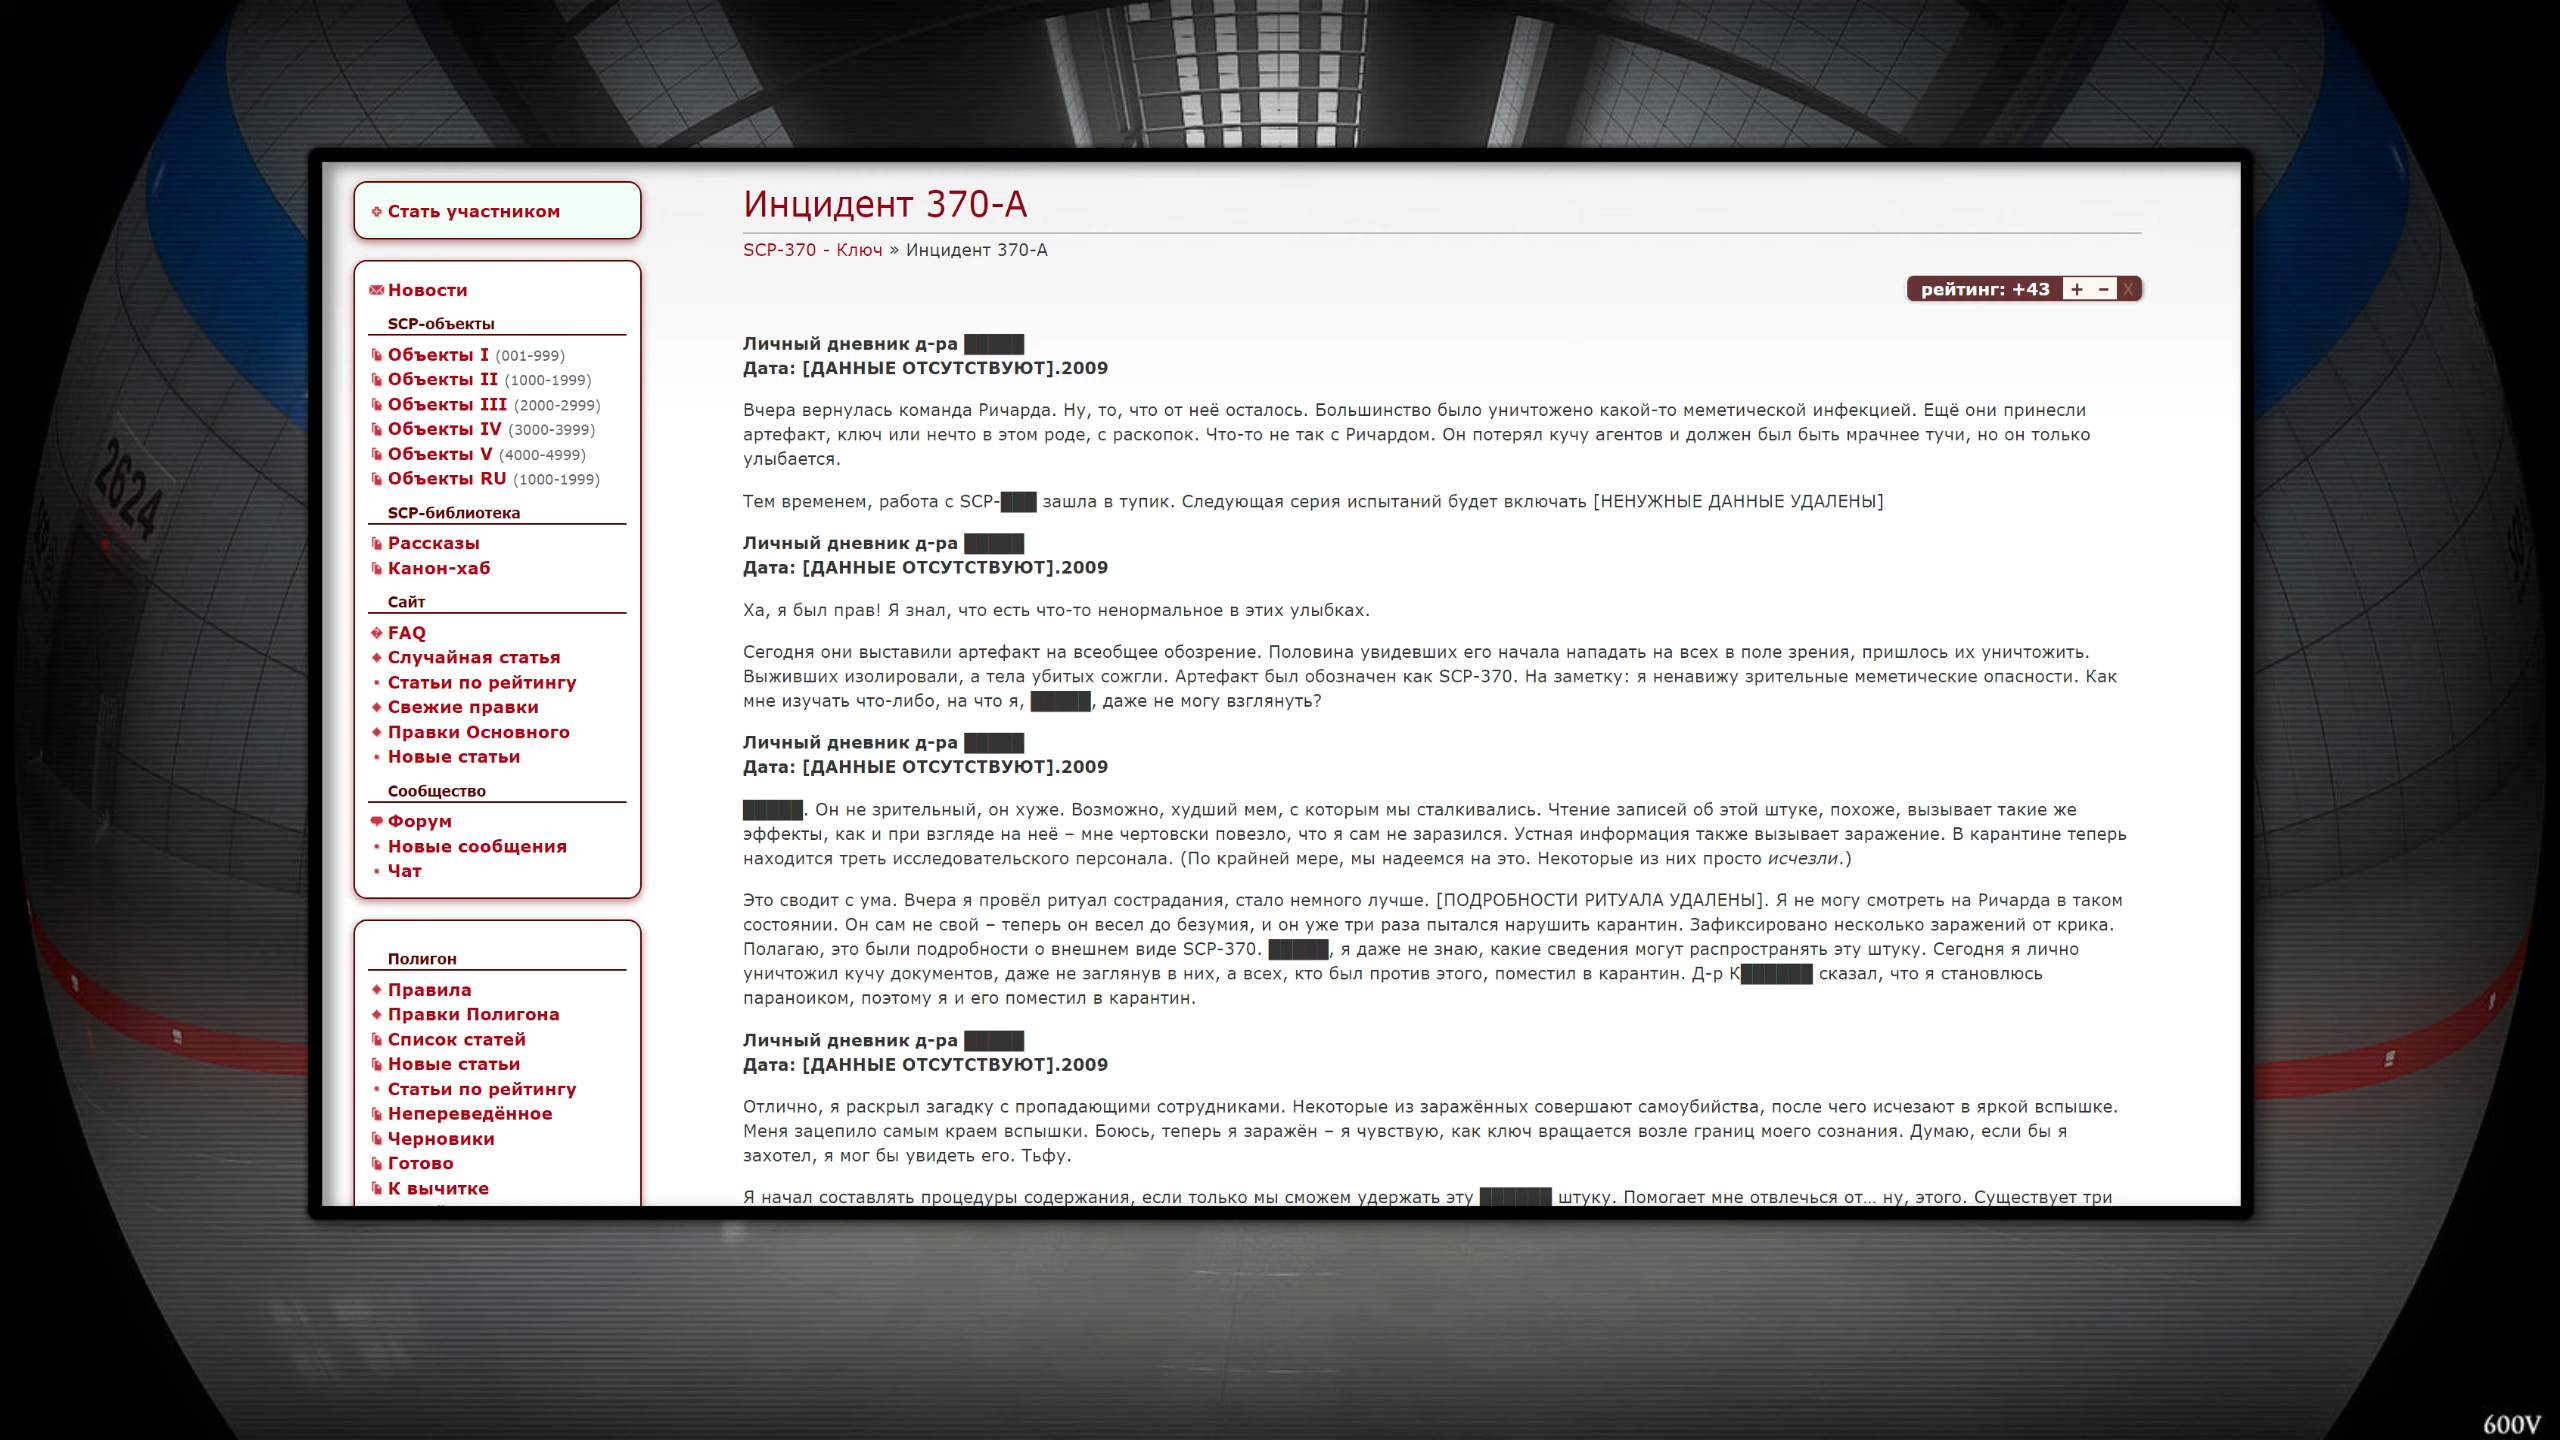 Стать участником
Новости
SCP-объекты
Объекты I (001-999)
Объекты II (1000-1999)
Объекты III (2000-2999)
Объекты IV (3000-3999)
Объекты V (4000-4999)
Объекты RU (1000-1999)
SCP-библиотека
Рассказы
Канон-хаб
Сайт
FAQ
Случайная статья
Статьи по рейтингу
Свежие правки
Правки Основного
Новые статьи
Сообщество
Форум
Новые сообщения
Чат
Полигон
Правила
Правки Полигона
Список статей
Новые статьи
Статьи по рейтингу
Непереведённое
Черновики
Готово
К вычитке
Инцидент 370-А
SCP-370 - Ключ » Инцидент 370-А
рейтинг: +43 + – X
Личный дневник д-ра █████
Дата: [ДАННЫЕ ОТСУТСТВУЮТ].2009
Вчера вернулась команда Ричарда. Ну, то, что от неё осталось. Большинство было уничтожено какой-то меметической инфекцией. Ещё они принесли
артефакт, ключ или нечто в этом роде, с раскопок. Что-то не так с Ричардом. Он потерял кучу агентов и должен был быть мрачнее тучи, но он только
улыбается.
Тем временем, работа с SCP-███ зашла в тупик. Следующая серия испытаний будет включать [НЕНУЖНЫЕ ДАННЫЕ УДАЛЕНЫ]
Личный дневник д-ра █████
Дата: [ДАННЫЕ ОТСУТСТВУЮТ].2009
Ха, я был прав! Я знал, что есть что-то ненормальное в этих улыбках.
Сегодня они выставили артефакт на всеобщее обозрение. Половина увидевших его начала нападать на всех в поле зрения, пришлось их уничтожить.
Выживших изолировали, а тела убитых сожгли. Артефакт был обозначен как SCP-370. На заметку: я ненавижу зрительные меметические опасности. Как
мне изучать что-либо, на что я, █████, даже не могу взглянуть?
Личный дневник д-ра █████
Дата: [ДАННЫЕ ОТСУТСТВУЮТ].2009
█████. Он не зрительный, он хуже. Возможно, худший мем, с которым мы сталкивались. Чтение записей об этой штуке, похоже, вызывает такие же
эффекты, как и при взгляде на неё – мне чертовски повезло, что я сам не заразился. Устная информация также вызывает заражение. В карантине теперь
находится треть исследовательского персонала. (По крайней мере, мы надеемся на это. Некоторые из них просто исчезли.)
Это сводит с ума. Вчера я провёл ритуал сострадания, стало немного лучше. [ПОДРОБНОСТИ РИТУАЛА УДАЛЕНЫ]. Я не могу смотреть на Ричарда в таком
состоянии. Он сам не свой – теперь он весел до безумия, и он уже три раза пытался нарушить карантин. Зафиксировано несколько заражений от крика.
Полагаю, это были подробности о внешнем виде SCP-370. █████, я даже не знаю, какие сведения могут распространять эту штуку. Сегодня я лично
уничтожил кучу документов, даже не заглянув в них, а всех, кто был против этого, поместил в карантин. Д-р К██████ сказал, что я становлюсь
параноиком, поэтому я и его поместил в карантин.
Личный дневник д-ра █████
Дата: [ДАННЫЕ ОТСУТСТВУЮТ].2009
Отлично, я раскрыл загадку с пропадающими сотрудниками. Некоторые из заражённых совершают самоубийства, после чего исчезают в яркой вспышке.
Меня зацепило самым краем вспышки. Боюсь, теперь я заражён – я чувствую, как ключ вращается возле границ моего сознания. Думаю, если бы я
захотел, я мог бы увидеть его. Тьфу.
Я начал составлять процедуры содержания, если только мы сможем удержать эту ██████ штуку. Помогает мне отвлечься от… ну, этого. Существует три
2624
600V